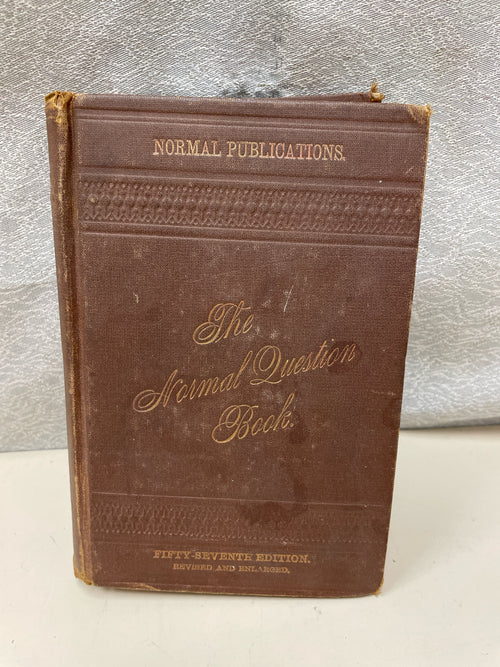 NORMAL PUBLICATIONS.
The
Normal Question
Book.
FIFTY-SEVENTH EDITION.
REVISED AND ENLARGED.